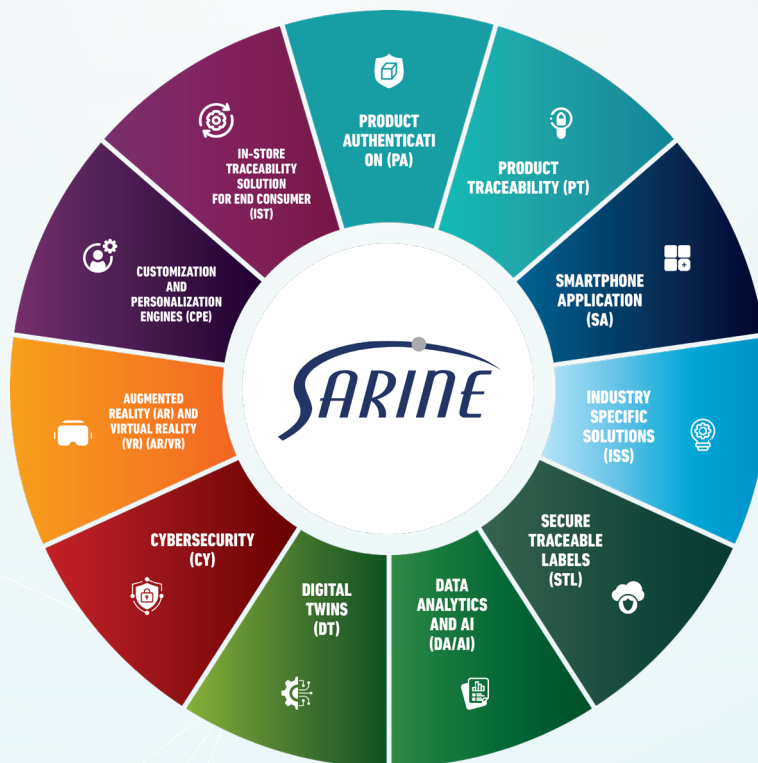 PRODUCT
AUTHENTICATI
ON (PA)
PRODUCT
TRACEABILITY (PT)
SMARTPHONE
APPLICATION
(SA)
INDUSTRY
SPECIFIC
SOLUTIONS
(ISS)
SECURE
TRACEABLE
LABELS
(STL)
DATA
ANALYTICS
AND AI
(DA/AI)
DIGITAL
TWINS
(DT)
CYBERSECURITY
(CY)
AUGMENTED
REALITY (AR) AND
VIRTUAL REALITY
(VR) (AR/VR)
CUSTOMIZATION
AND
PERSONALIZATION
ENGINES (CPE)
IN-STORE
TRACEABILITY
SOLUTION
FOR END CONSUMER
(IST)
SARINE